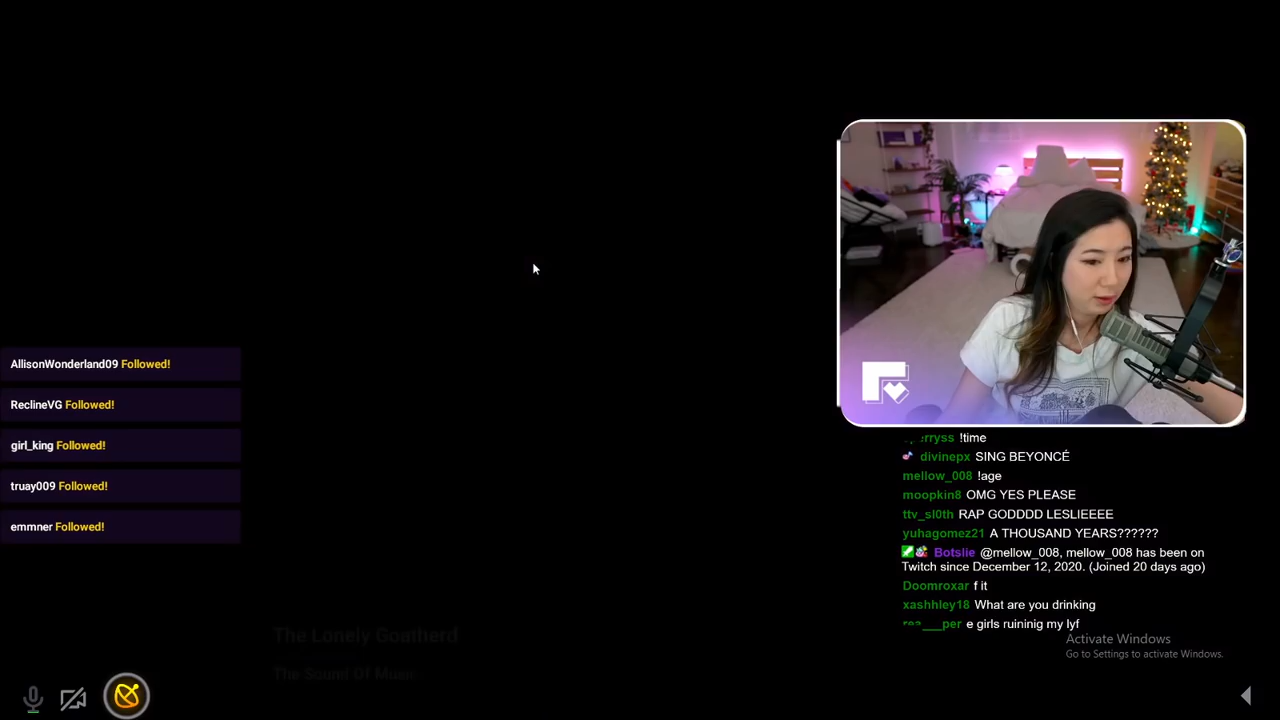 AllisonWonderland09 Followed!
ReclineVG Followed!
girl_king Followed!
truay009 Followed!
emmner Followed!
The Lonely Goatherd
The Sound Of Music
!time
divinepx SING BEYONCÉ
mellow_008 !age
moopkin8 OMG YES PLEASE
ttv_sl0th RAP GODDDD LESLIEEEE
yuhagomez21 A THOUSAND YEARS??????
Botslie @mellow_008, mellow_008 has been on
Twitch since December 12, 2020. (Joined 20 days ago)
Doomroxar f it
xashhley18 What are you drinking
e girls ruininig my lyf
Activate Windows
Go to Settings to activate Windows.